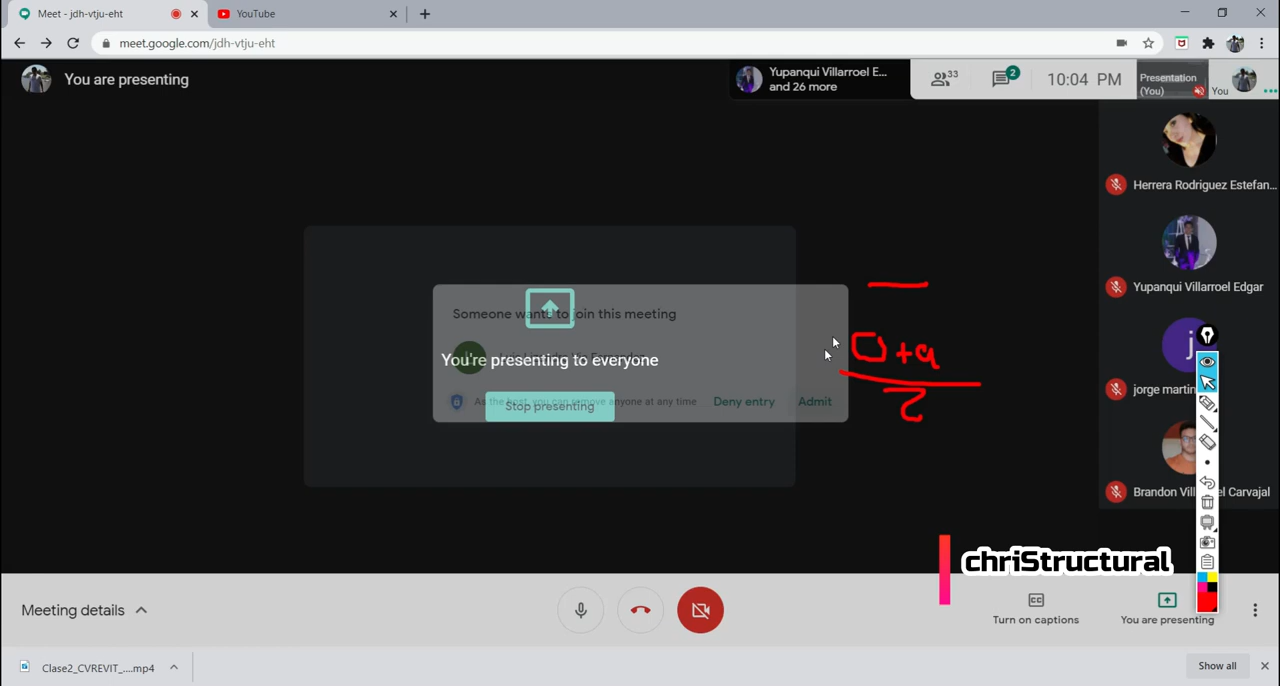 Meet - jdh-vtju-eht
YouTube
meet.google.com/jdh-vtju-eht
You are presenting
Yupanqui Villarroel E...
and 26 more
33
2
10:04 PM
Presentation
(You)
You
Herrera Rodriguez Estefan...
Someone wants to join this meeting
Yupanqui Villarroel Edgar
You're presenting to everyone
j
jorge martin
As the host, you can remove anyone at any time
Deny entry
Admit
Stop presenting
2
Brandon Vill el Carvajal
chriStructural
Meeting details
CC
Turn on captions
You are presenting
Clase2_CVREVIT_....mp4
Show all